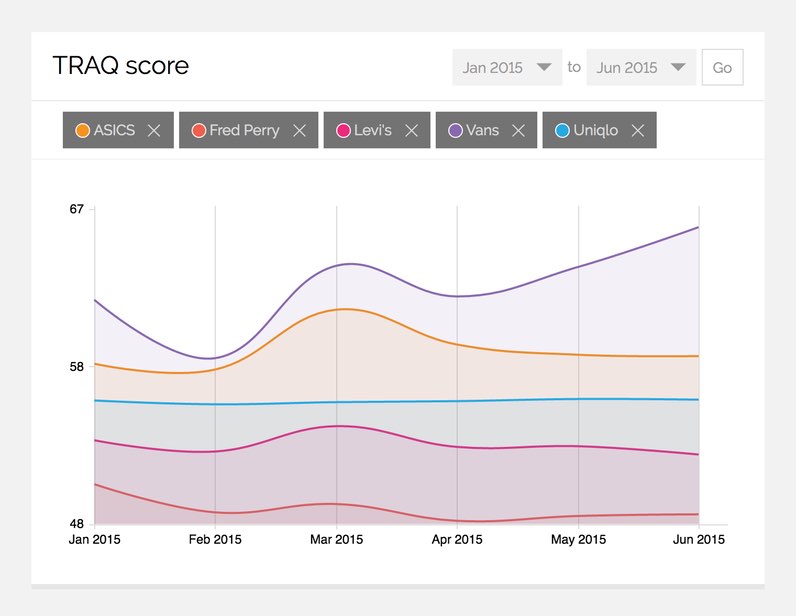 TRAQ score
Jan 2015 to Jun 2015 Go
ASICS Fred Perry Levi's Vans Uniqlo
67
58
48
Jan 2015 Feb 2015 Mar 2015 Apr 2015 May 2015 Jun 2015